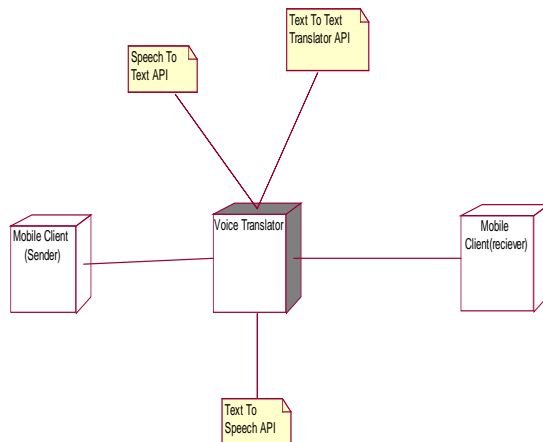 Text To Text
Translator API
Speech To
Text API
Voice Translator
Mobile Client
(Sender)
Mobile
Client(reciever)
Text To
Speech API